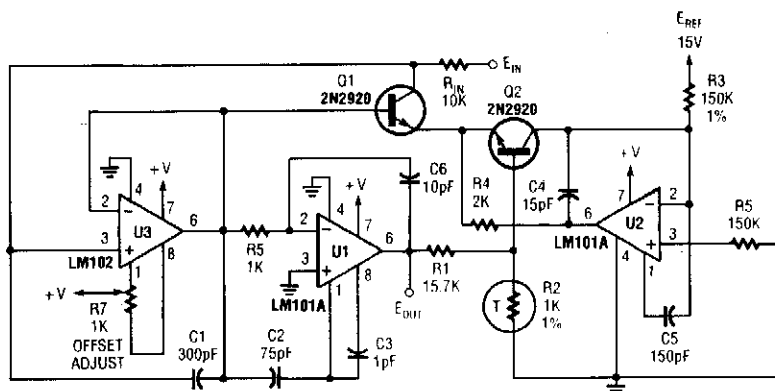 E_REF
15V
R3
150K
1%
E_IN
R_IN
10K
Q1
2N2920
Q2
2N2920
+V
4
2
−
7
U3
6
3
+
1
8
LM102
+V
R7
1K
OFFSET
ADJUST
C1
300pF
R5
1K
+V
C6
10pF
4
2
−
7
U1
6
3
+
1
8
LM101A
E_OUT
C2
75pF
C3
1pF
R1
15.7K
R4
2K
C4
15pF
T
R2
1K
1%
+V
7
2
−
6
U2
3
+
4
1
LM101A
R5
150K
C5
150pF